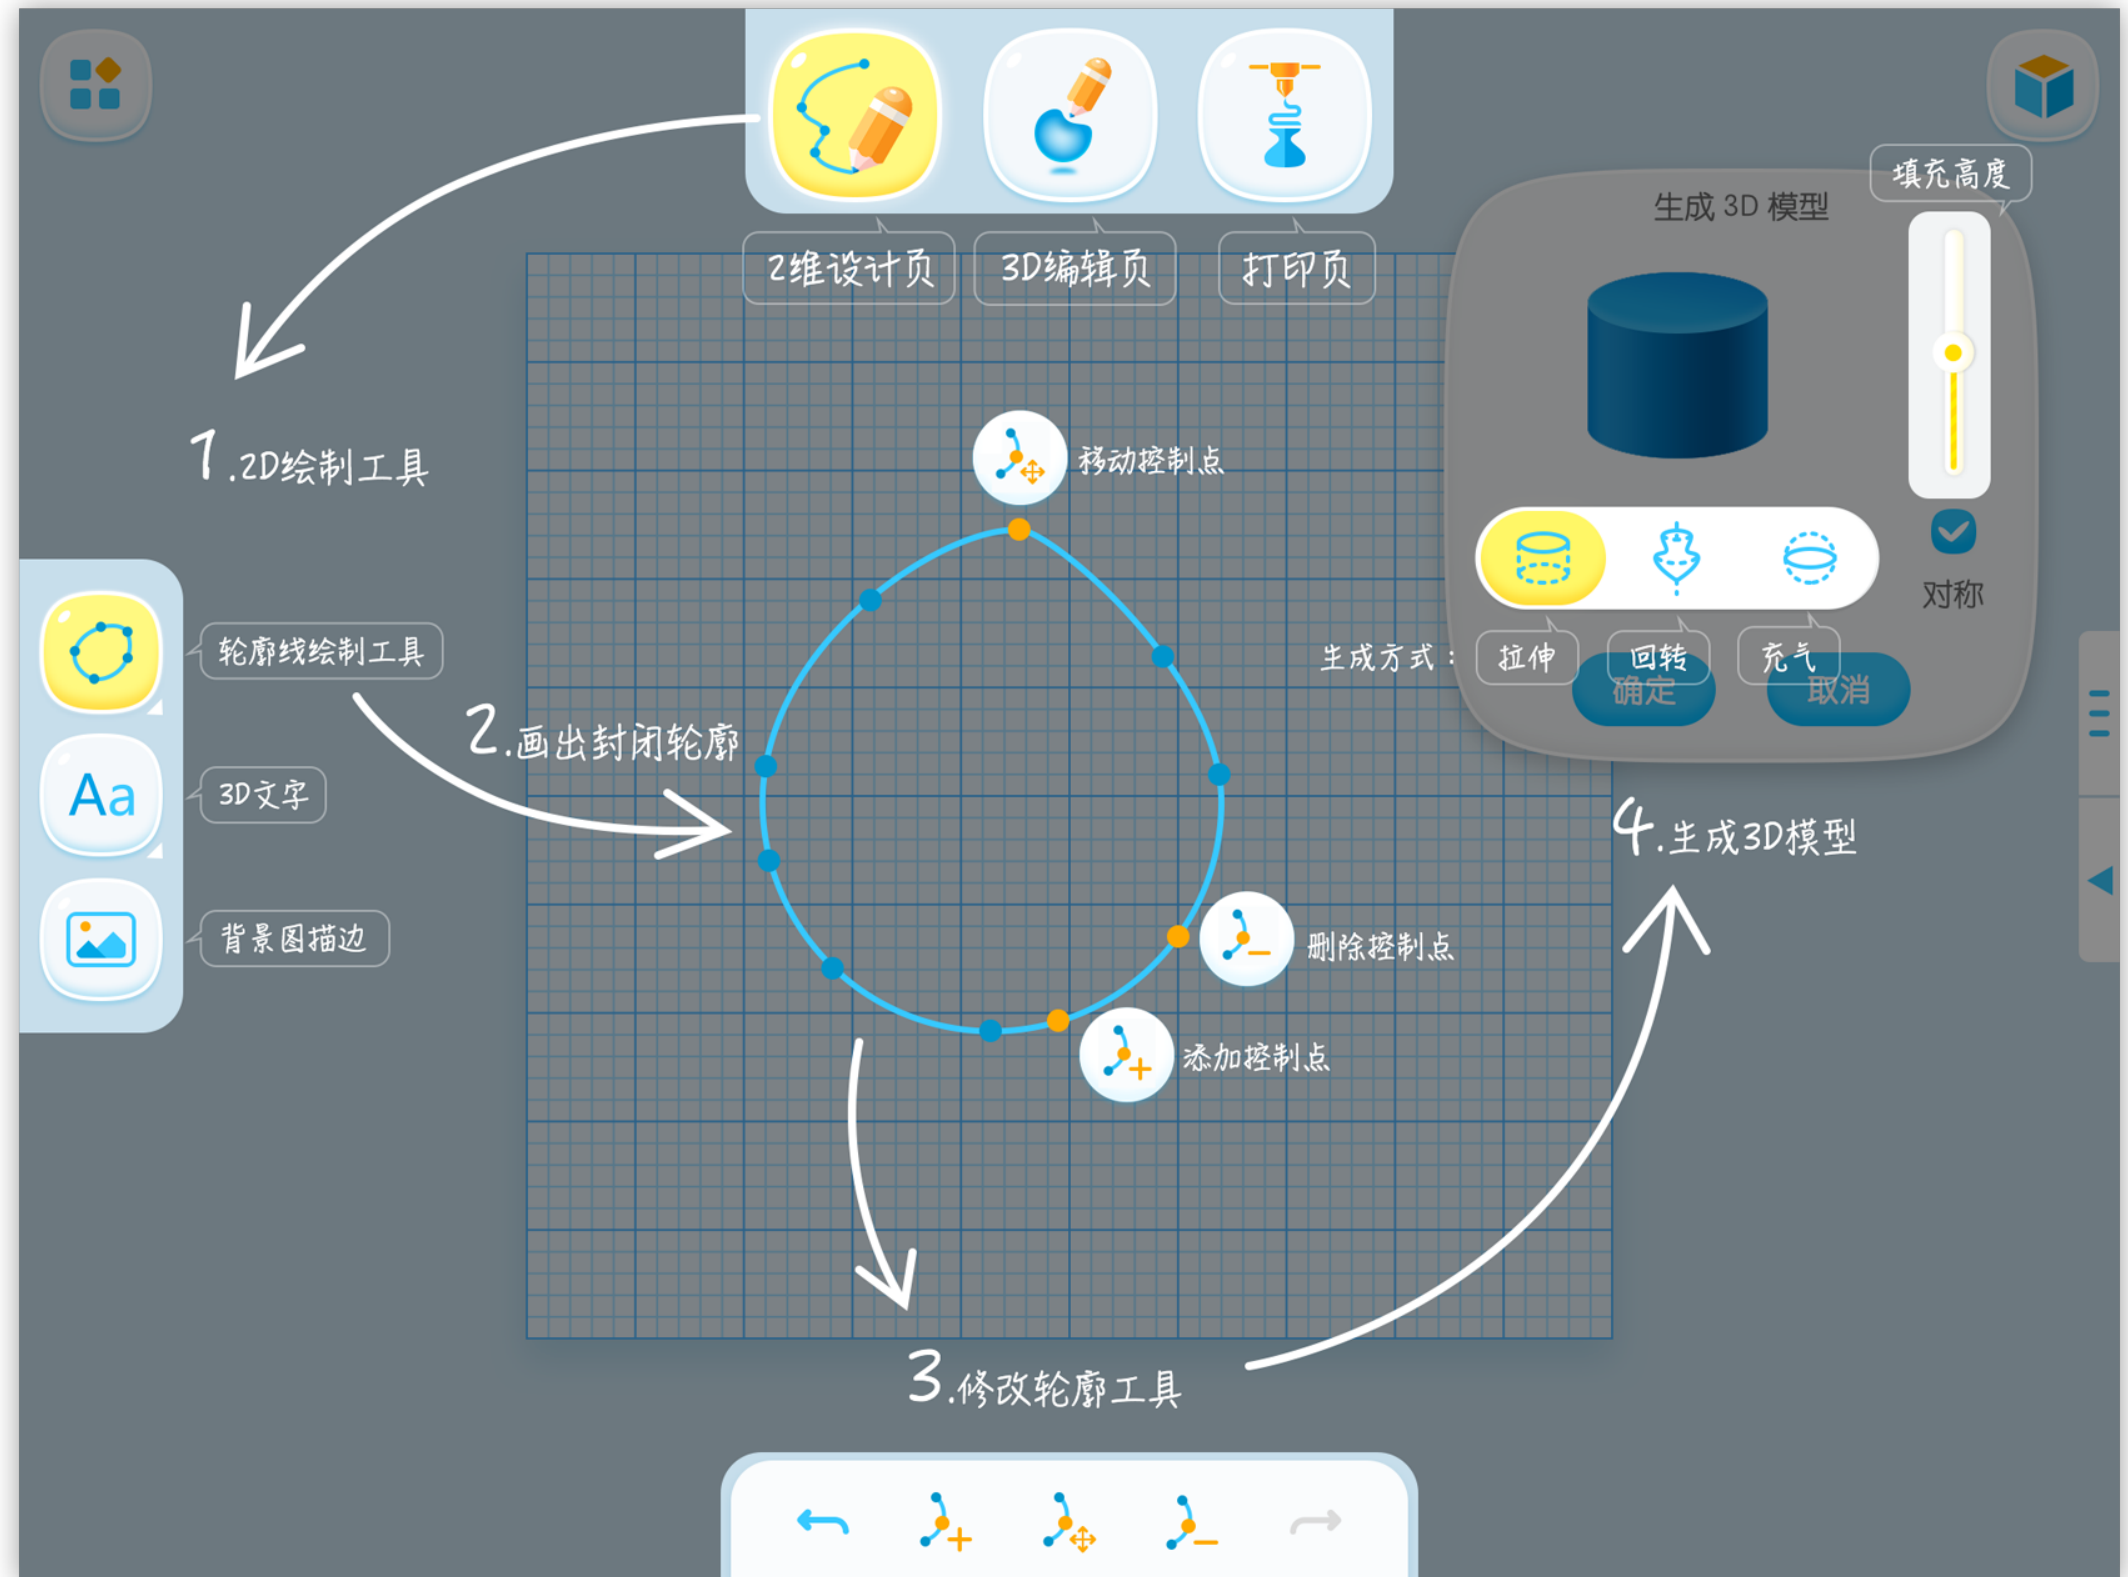 2维设计页
3D编辑页
打印页
填充高度
生成 3D 模型
1.2D绘制工具
移动控制点
对称
轮廓线绘制工具
生成方式：
拉伸
回转
充气
确定
取消
2.画出封闭轮廓
Aa
3D文字
4.生成3D模型
背景图描边
删除控制点
添加控制点
3.修改轮廓工具